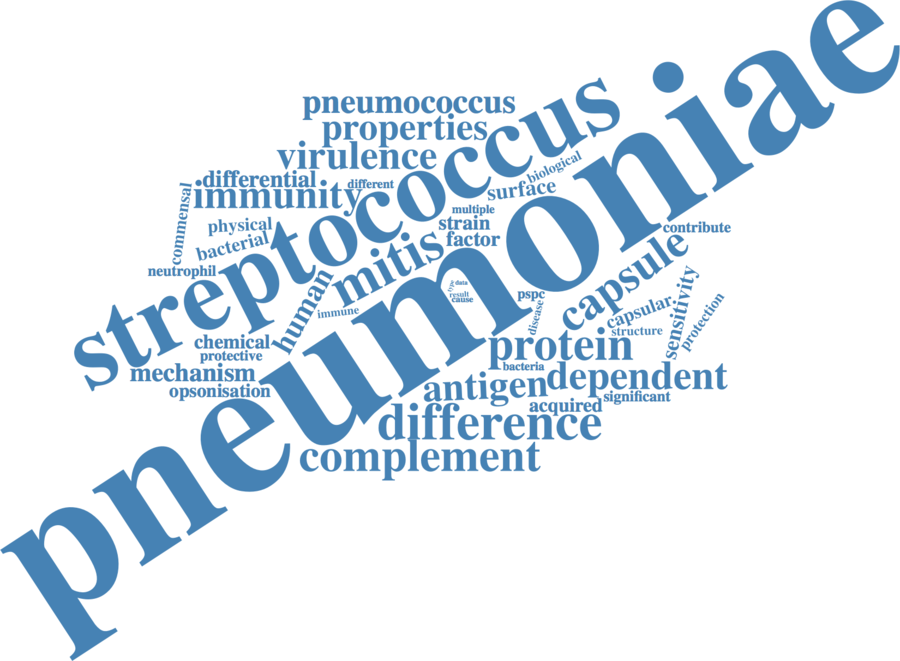 pneumococcus
properties
virulence
differential
different
immunity
biological
surface
commensal
physical
multiple
strain
factor
bacterial
neutrophil
streptococcus
pneumoniae
mitis
contribute
capsule
human
immune
type
data
result
cause
pspc
disease
capsular
structure
sensitivity
protection
chemical
protective
mechanism
opsonisation
protein
bacteria
antigen
dependent
significant
acquired
difference
complement